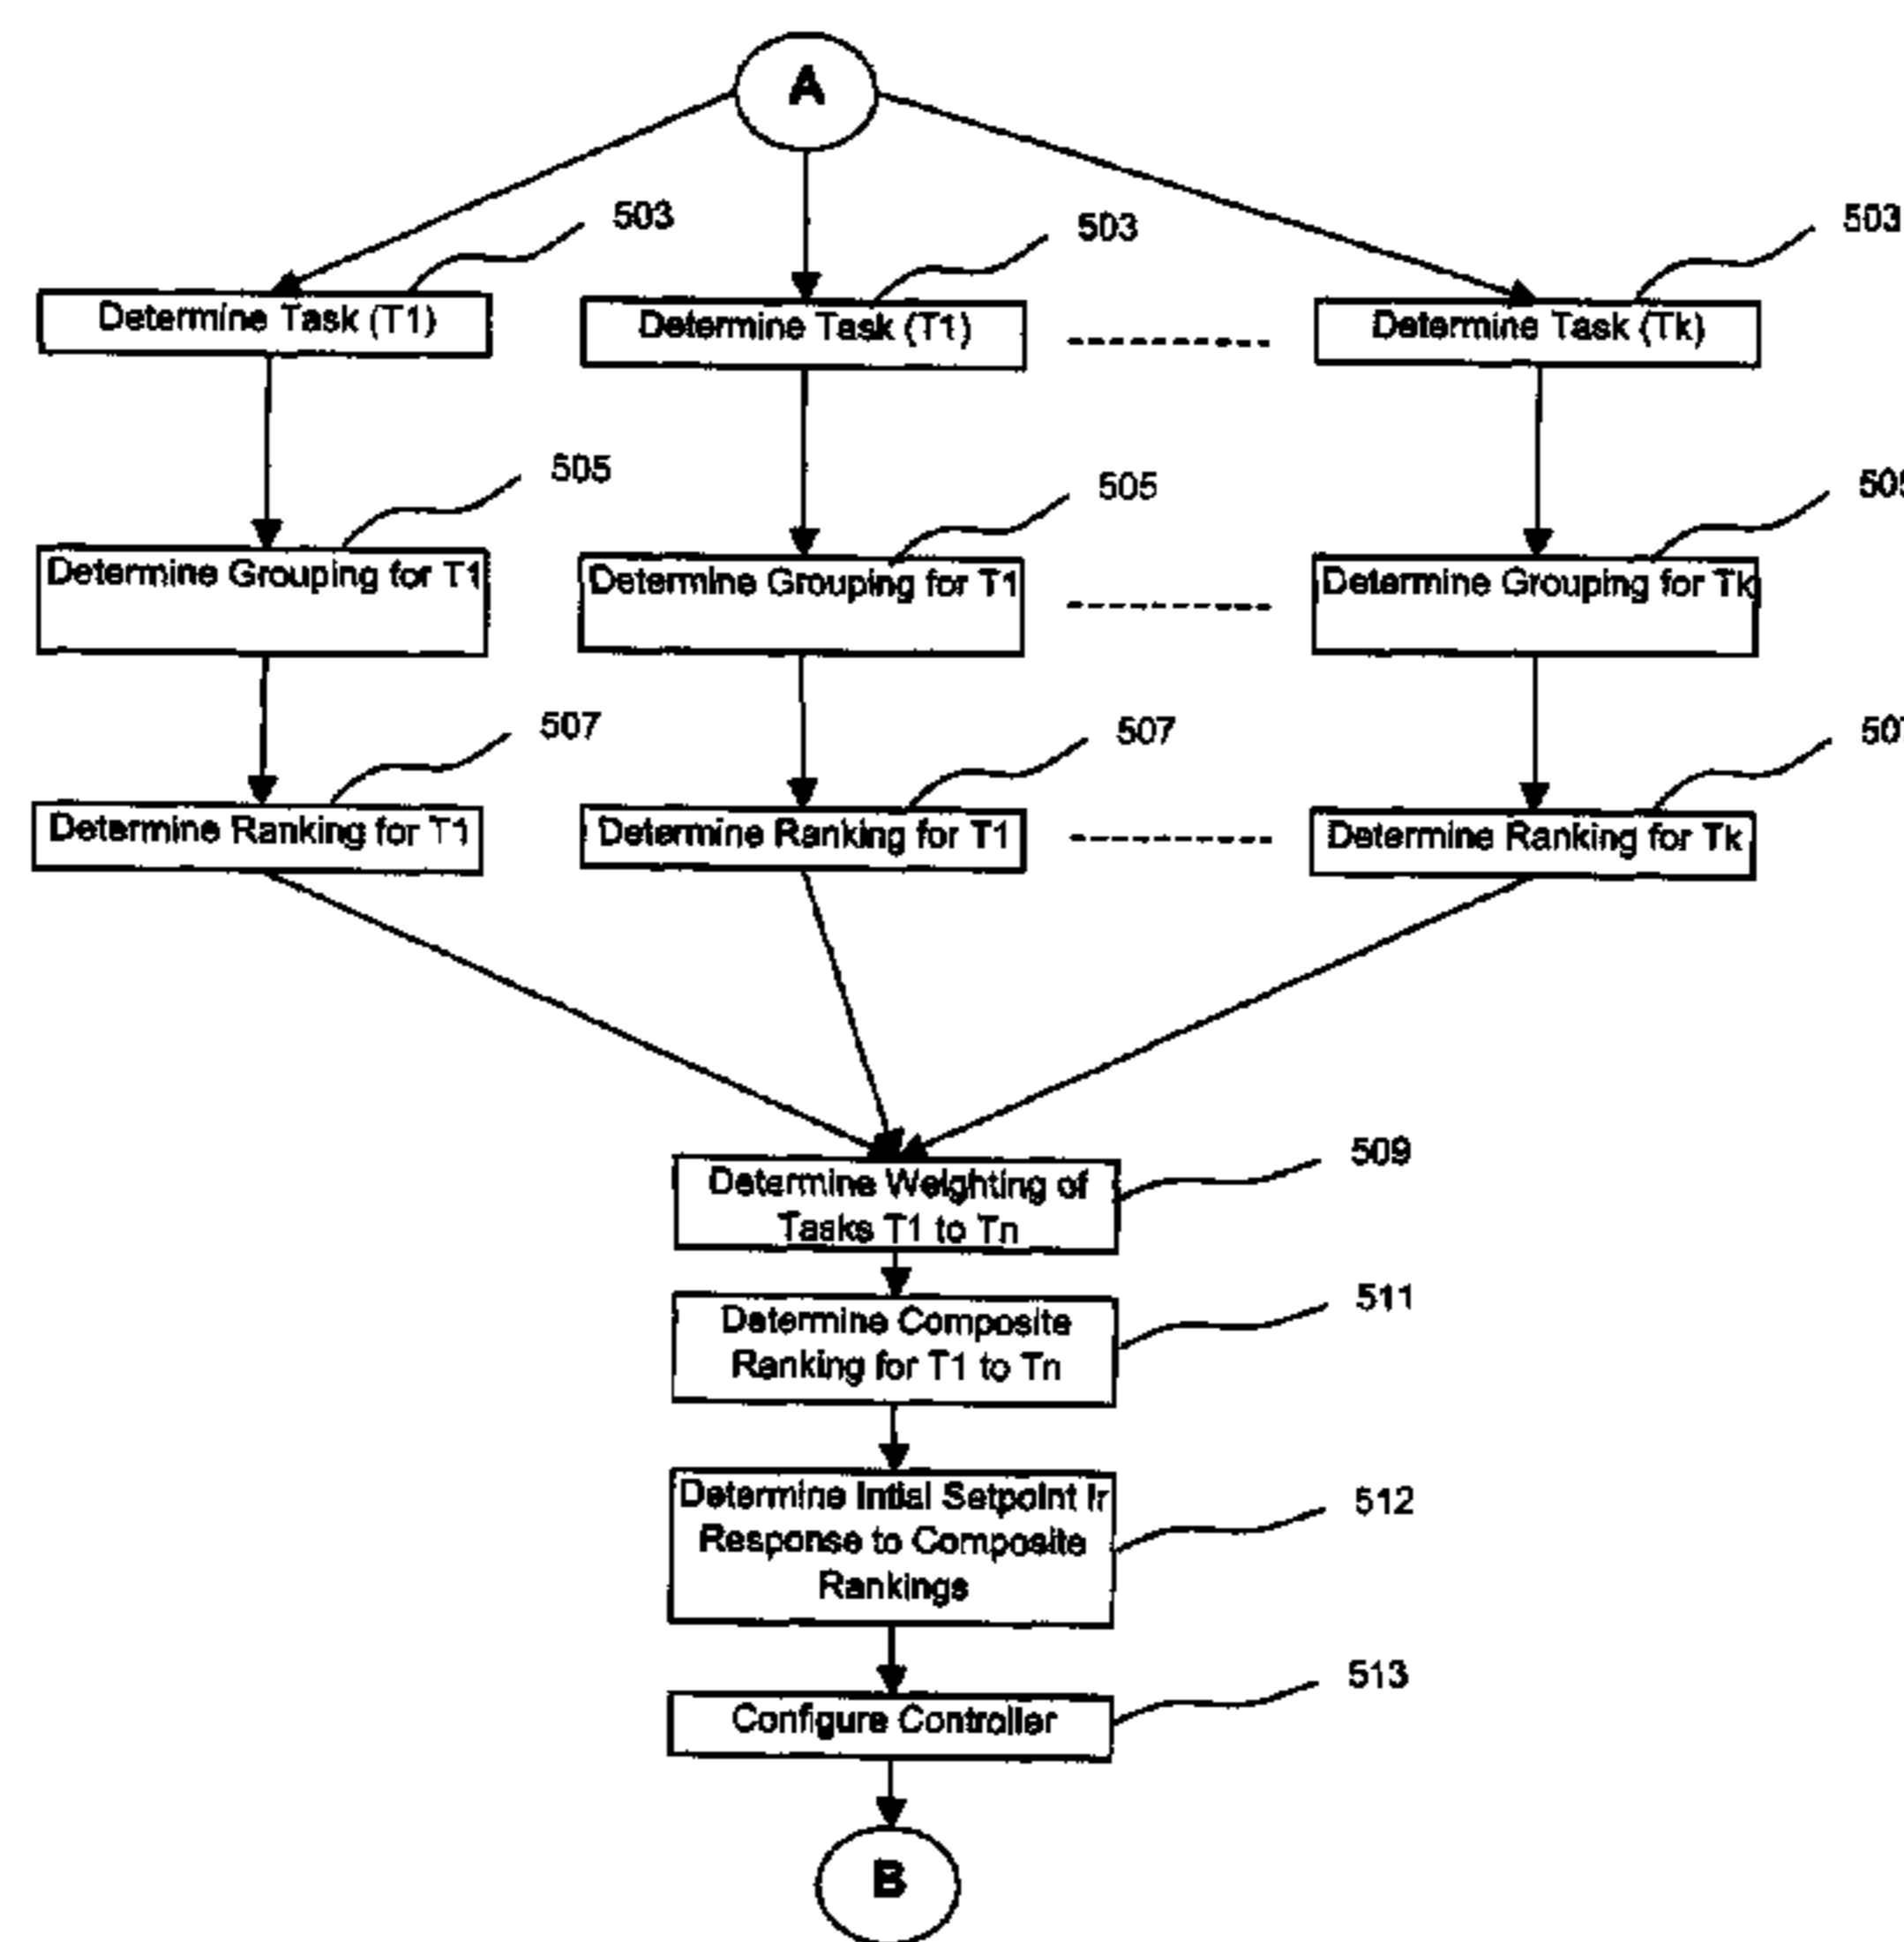 A
503
503
503
Determine Task (T1)
Determine Task (T1)
Determine Task (Tk)
505
505
Determine Grouping for T1
Determine Grouping for T1
Determine Grouping for Tk
507
507
Determine Ranking for T1
Determine Ranking for T1
Determine Ranking for Tk
509
Determine Weighting of
Tasks T1 to Tn
511
Determine Composite
Ranking for T1 to Tn
512
Determine Intial Setpoint Ir
Response to Composite
Rankings
513
Configure Controller
B